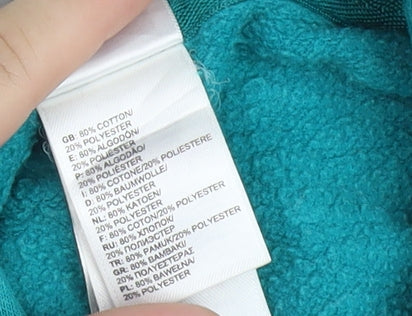 GB: 80% COTTON/
20% POLYESTER
E: 80% ALGODÓN/
20% POLIÉSTER
P: 80% ALGODÃO/
20% POLIÉSTER
I: 80% COTONE/20% POLIESTERE
D: 80% BAUMWOLLE/
20% POLYESTER
NL: 80% KATOEN/
20% POLYESTER
F: 80% COTON/20% POLYESTER
RU: 80% ХЛОПОК/
20% ПОЛИЭСТЕР
TR: 80% PAMUK/20% POLYESTER
GR: 80% ΒΑΜΒΑΚΙ/
20% ΠΟΛΥΕΣΤΕΡΑΣ
PL: 80% BAWEŁNA/
20% POLYESTER